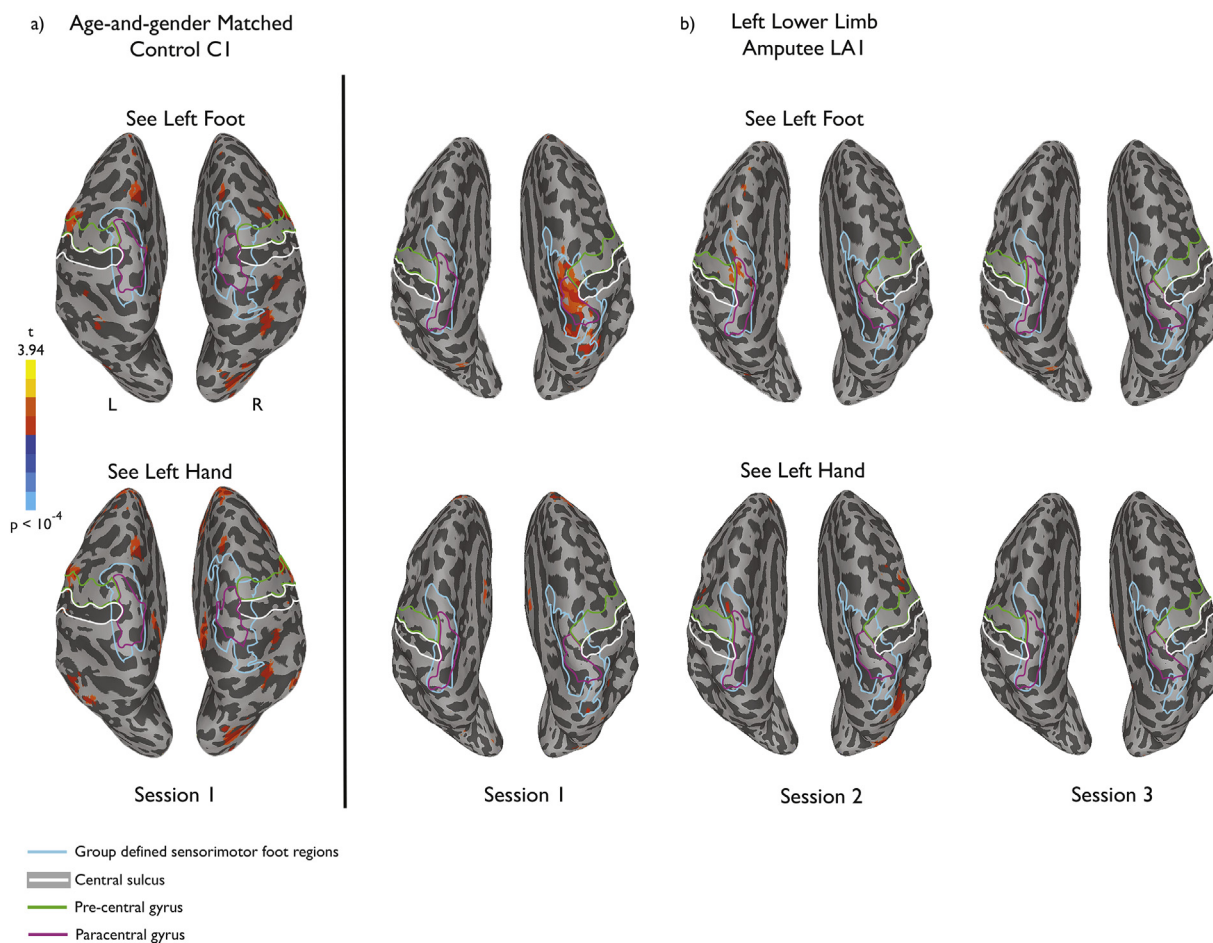 a) Age-and-gender Matched
Control C1
b) Left Lower Limb
Amputee LA1
See Left Foot
See Left Foot
t
3.94
p < 10⁻⁴
L R
See Left Hand
See Left Hand
Session 1
Session 1
Session 2
Session 3
Group defined sensorimotor foot regions
Central sulcus
Pre-central gyrus
Paracentral gyrus